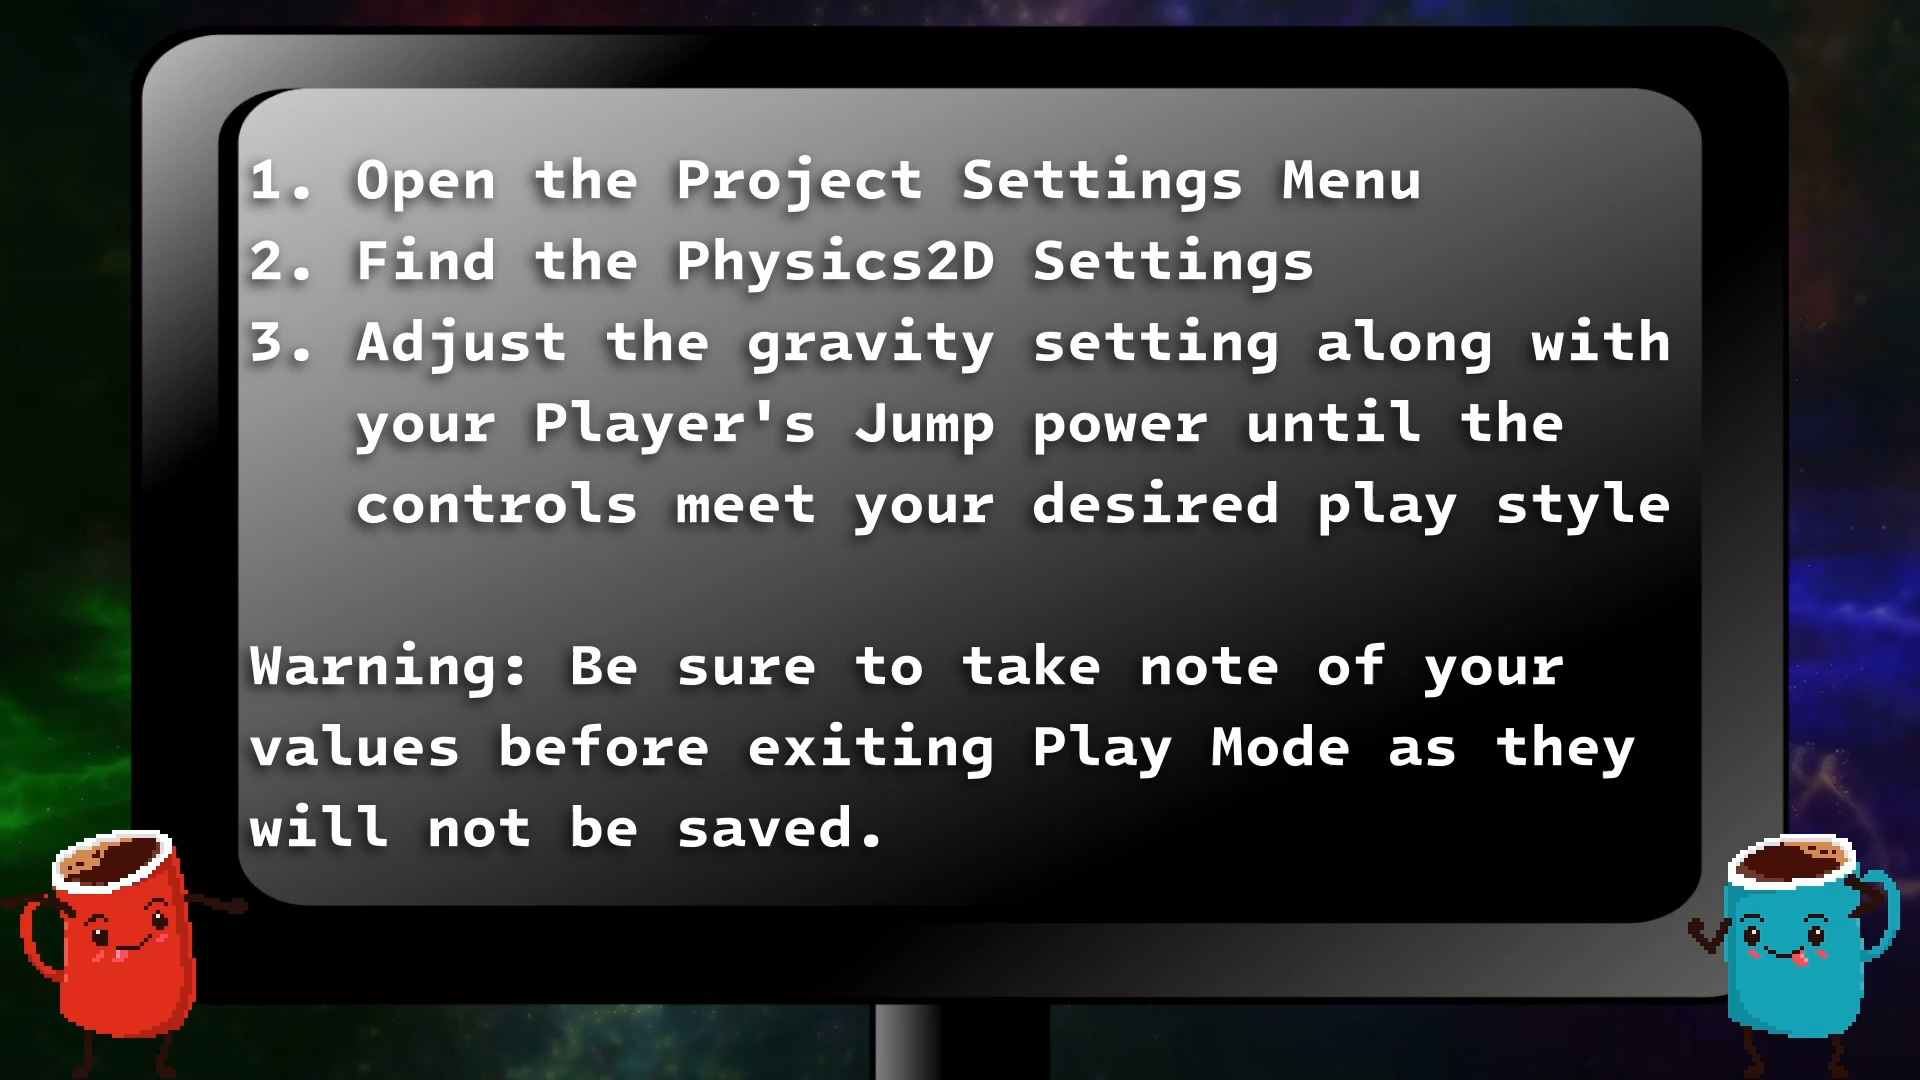 1. Open the Project Settings Menu
2. Find the Physics2D Settings
3. Adjust the gravity setting along with
your Player's Jump power until the
controls meet your desired play style
Warning: Be sure to take note of your
values before exiting Play Mode as they
will not be saved.